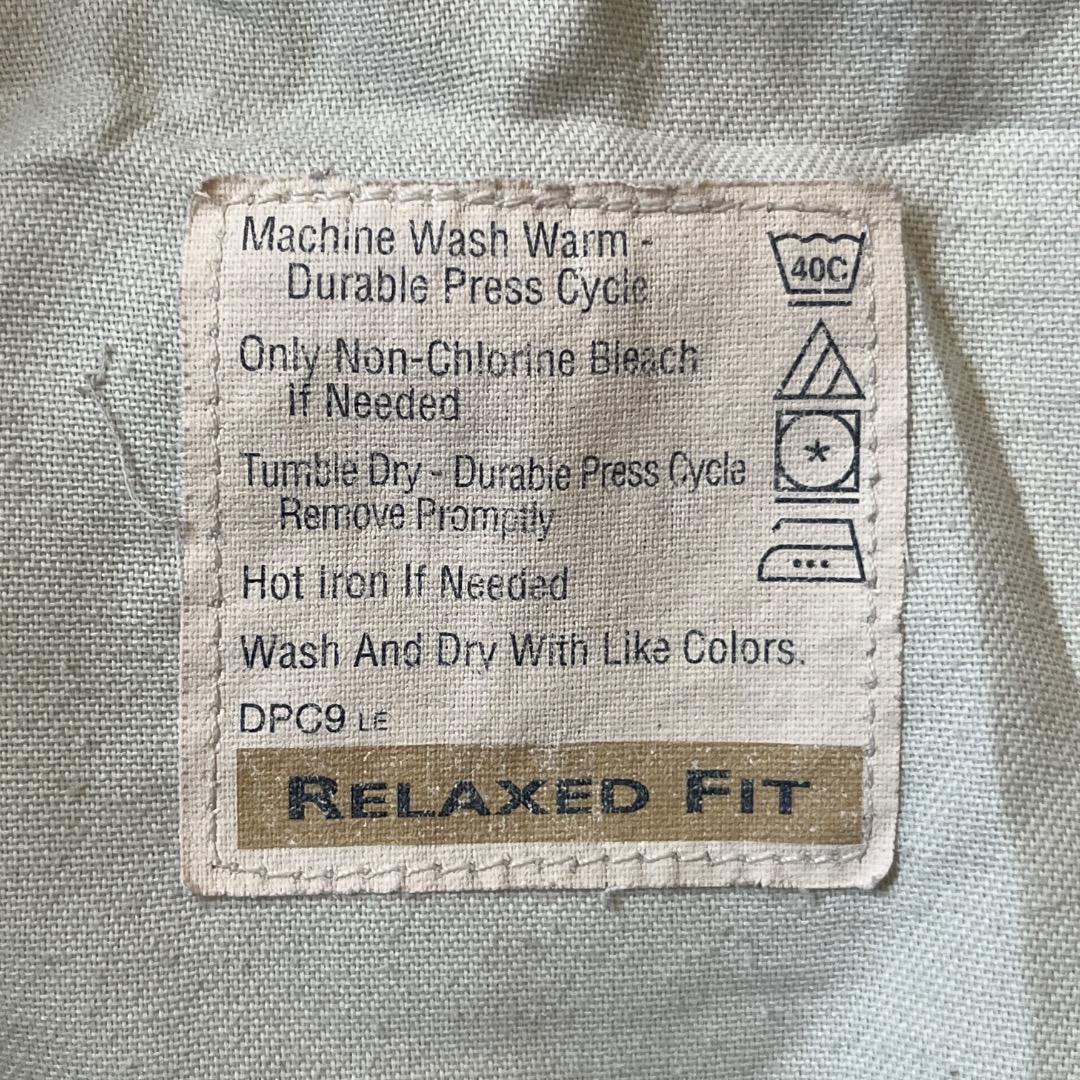 Machine Wash Warm -
Durable Press Cycle
40C
Only Non-Chlorine Bleach
If Needed
Tumble Dry - Durable Press Cycle
Remove Promptly
Hot Iron If Needed
Wash And Dry With Like Colors.
DPC9 LE
RELAXED FIT